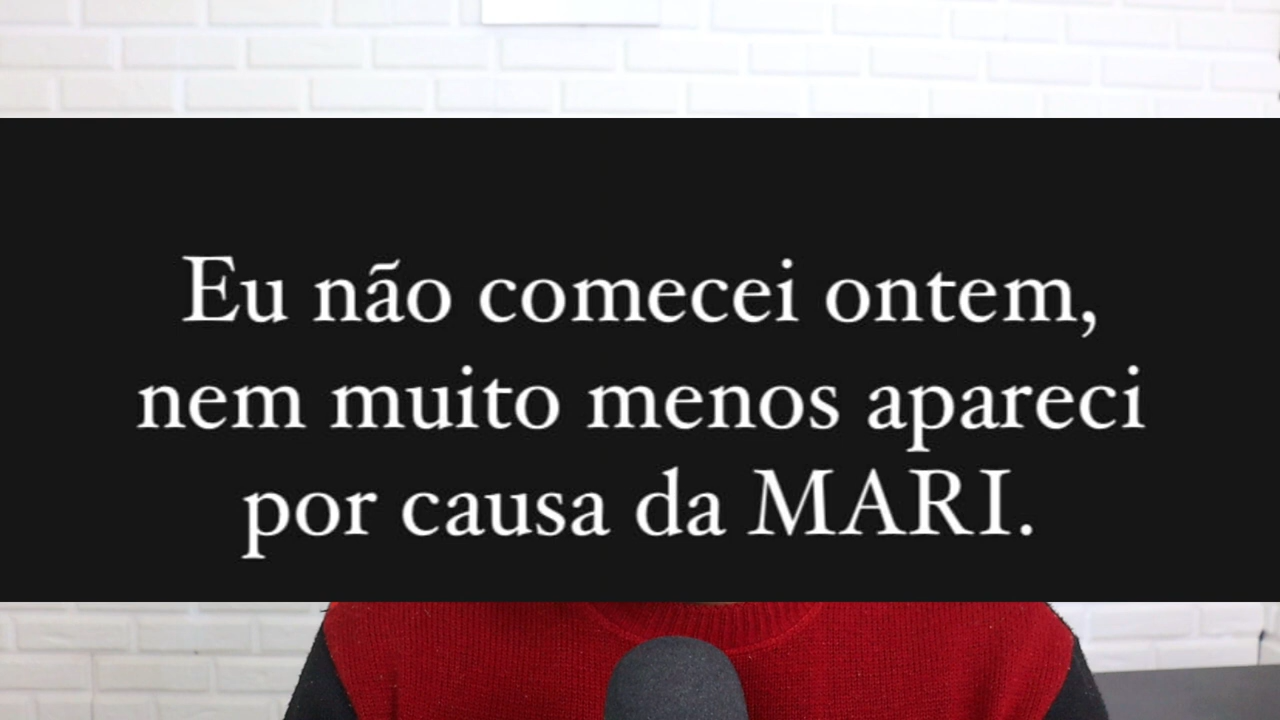 Eu não comecei ontem,
nem muito menos apareci
por causa da MARI.